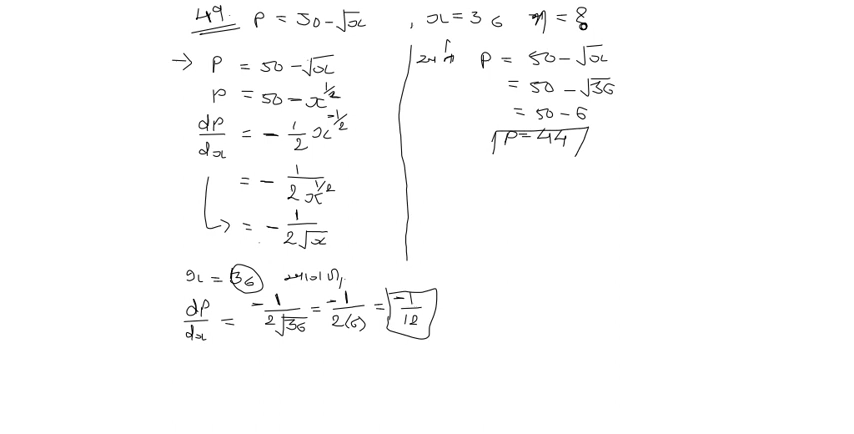 49. P = 50 - √x , x = 36 η = 8
→ P = 50 - √x
P = 50 - x^1/2
dP/dx = - 1/2 x^-1/2
= - 1/(2x^1/2)
→ = - 1/(2√x)
x = 36
dP/dx = -1/(2√36) = -1/(2(6)) = -1/12
P = 50 - √x
= 50 - √36
= 50 - 6
P = 44